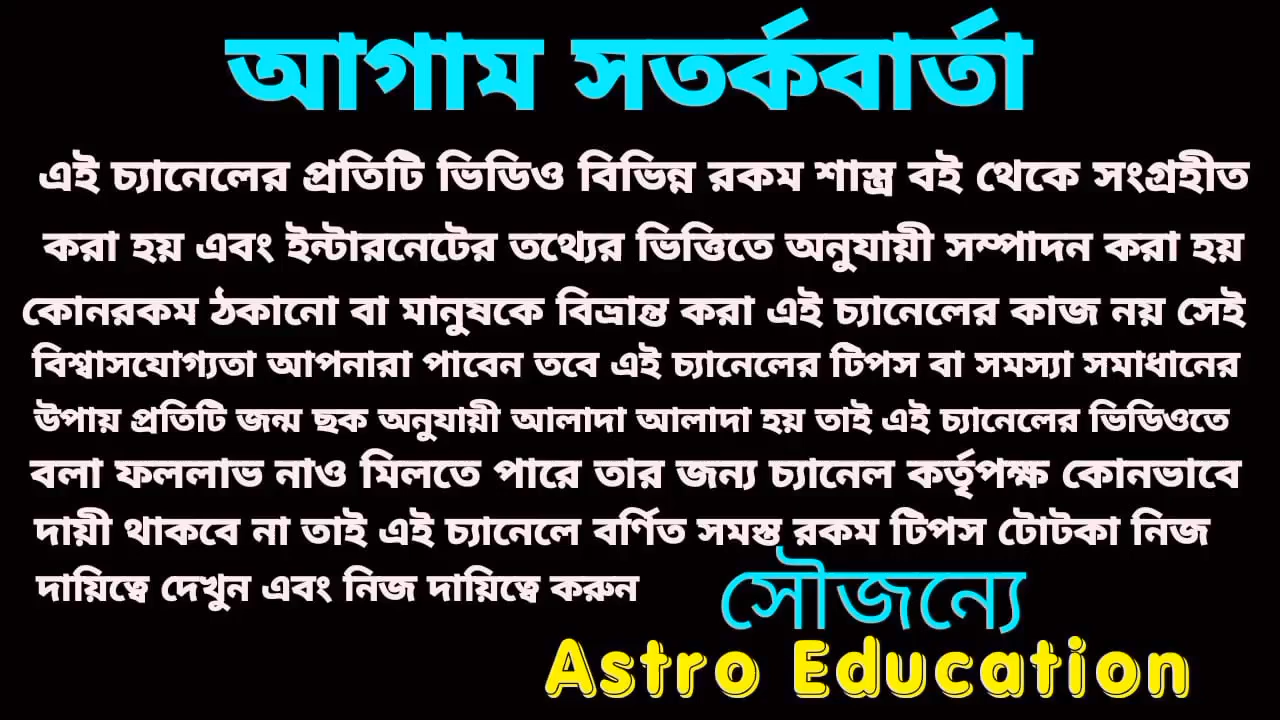 আগাম সতর্কবার্তা
এই চ্যানেলের প্রতিটি ভিডিও বিভিন্ন রকম শাস্ত্র বই থেকে সংগ্রহীত
করা হয় এবং ইন্টারনেটের তথ্যের ভিত্তিতে অনুযায়ী সম্পাদন করা হয়
কোনরকম ঠকানো বা মানুষকে বিভ্রান্ত করা এই চ্যানেলের কাজ নয় সেই
বিশ্বাসযোগ্যতা আপনারা পাবেন তবে এই চ্যানেলের টিপস বা সমস্যা সমাধানের
উপায় প্রতিটি জন্ম ছক অনুযায়ী আলাদা আলাদা হয় তাই এই চ্যানেলের ভিডিওতে
বলা ফললাভ নাও মিলতে পারে তার জন্য চ্যানেল কর্তৃপক্ষ কোনভাবে
দায়ী থাকবে না তাই এই চ্যানেলে বর্ণিত সমস্ত রকম টিপস টোটকা নিজ
দায়িত্বে দেখুন এবং নিজ দায়িত্বে করুন
সৌজন্যে
Astro Education